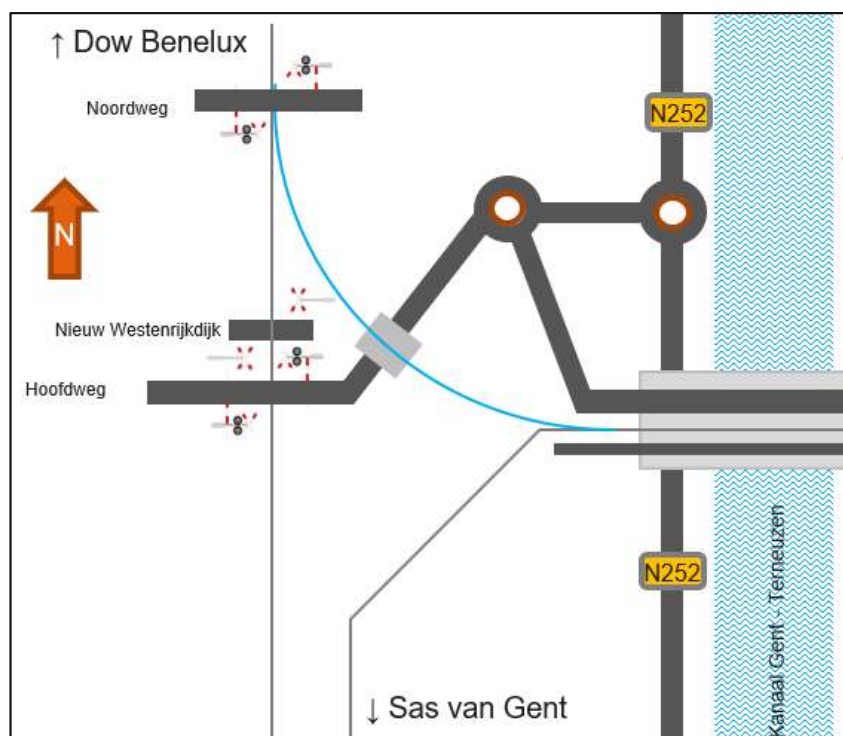 ↑ Dow Benelux
Noordweg
N252
N
Nieuw Westenrijkdijk
Hoofdweg
N252
Kanaal Gent - Terneuzen
↓ Sas van Gent